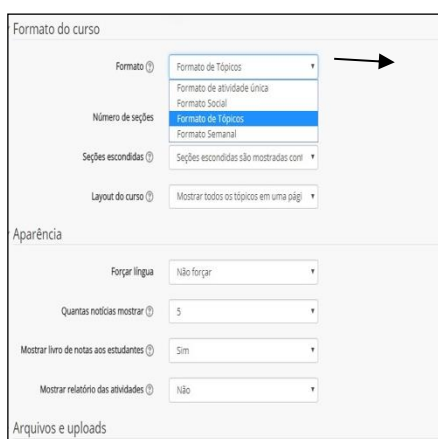 Formato do curso
Formato Formato de Tópicos
Formato de atividade única
Formato Social
Formato de Tópicos
Formato Semanal
Número de seções
Seções escondidas Seções escondidas são mostradas
Layout do curso Mostrar todos os tópicos em uma pági
Aparência
Forçar língua Não forçar
Quantas notícias mostrar 5
Mostrar livro de notas aos estudantes Sim
Mostrar relatório das atividades Não
Arquivos e uploads